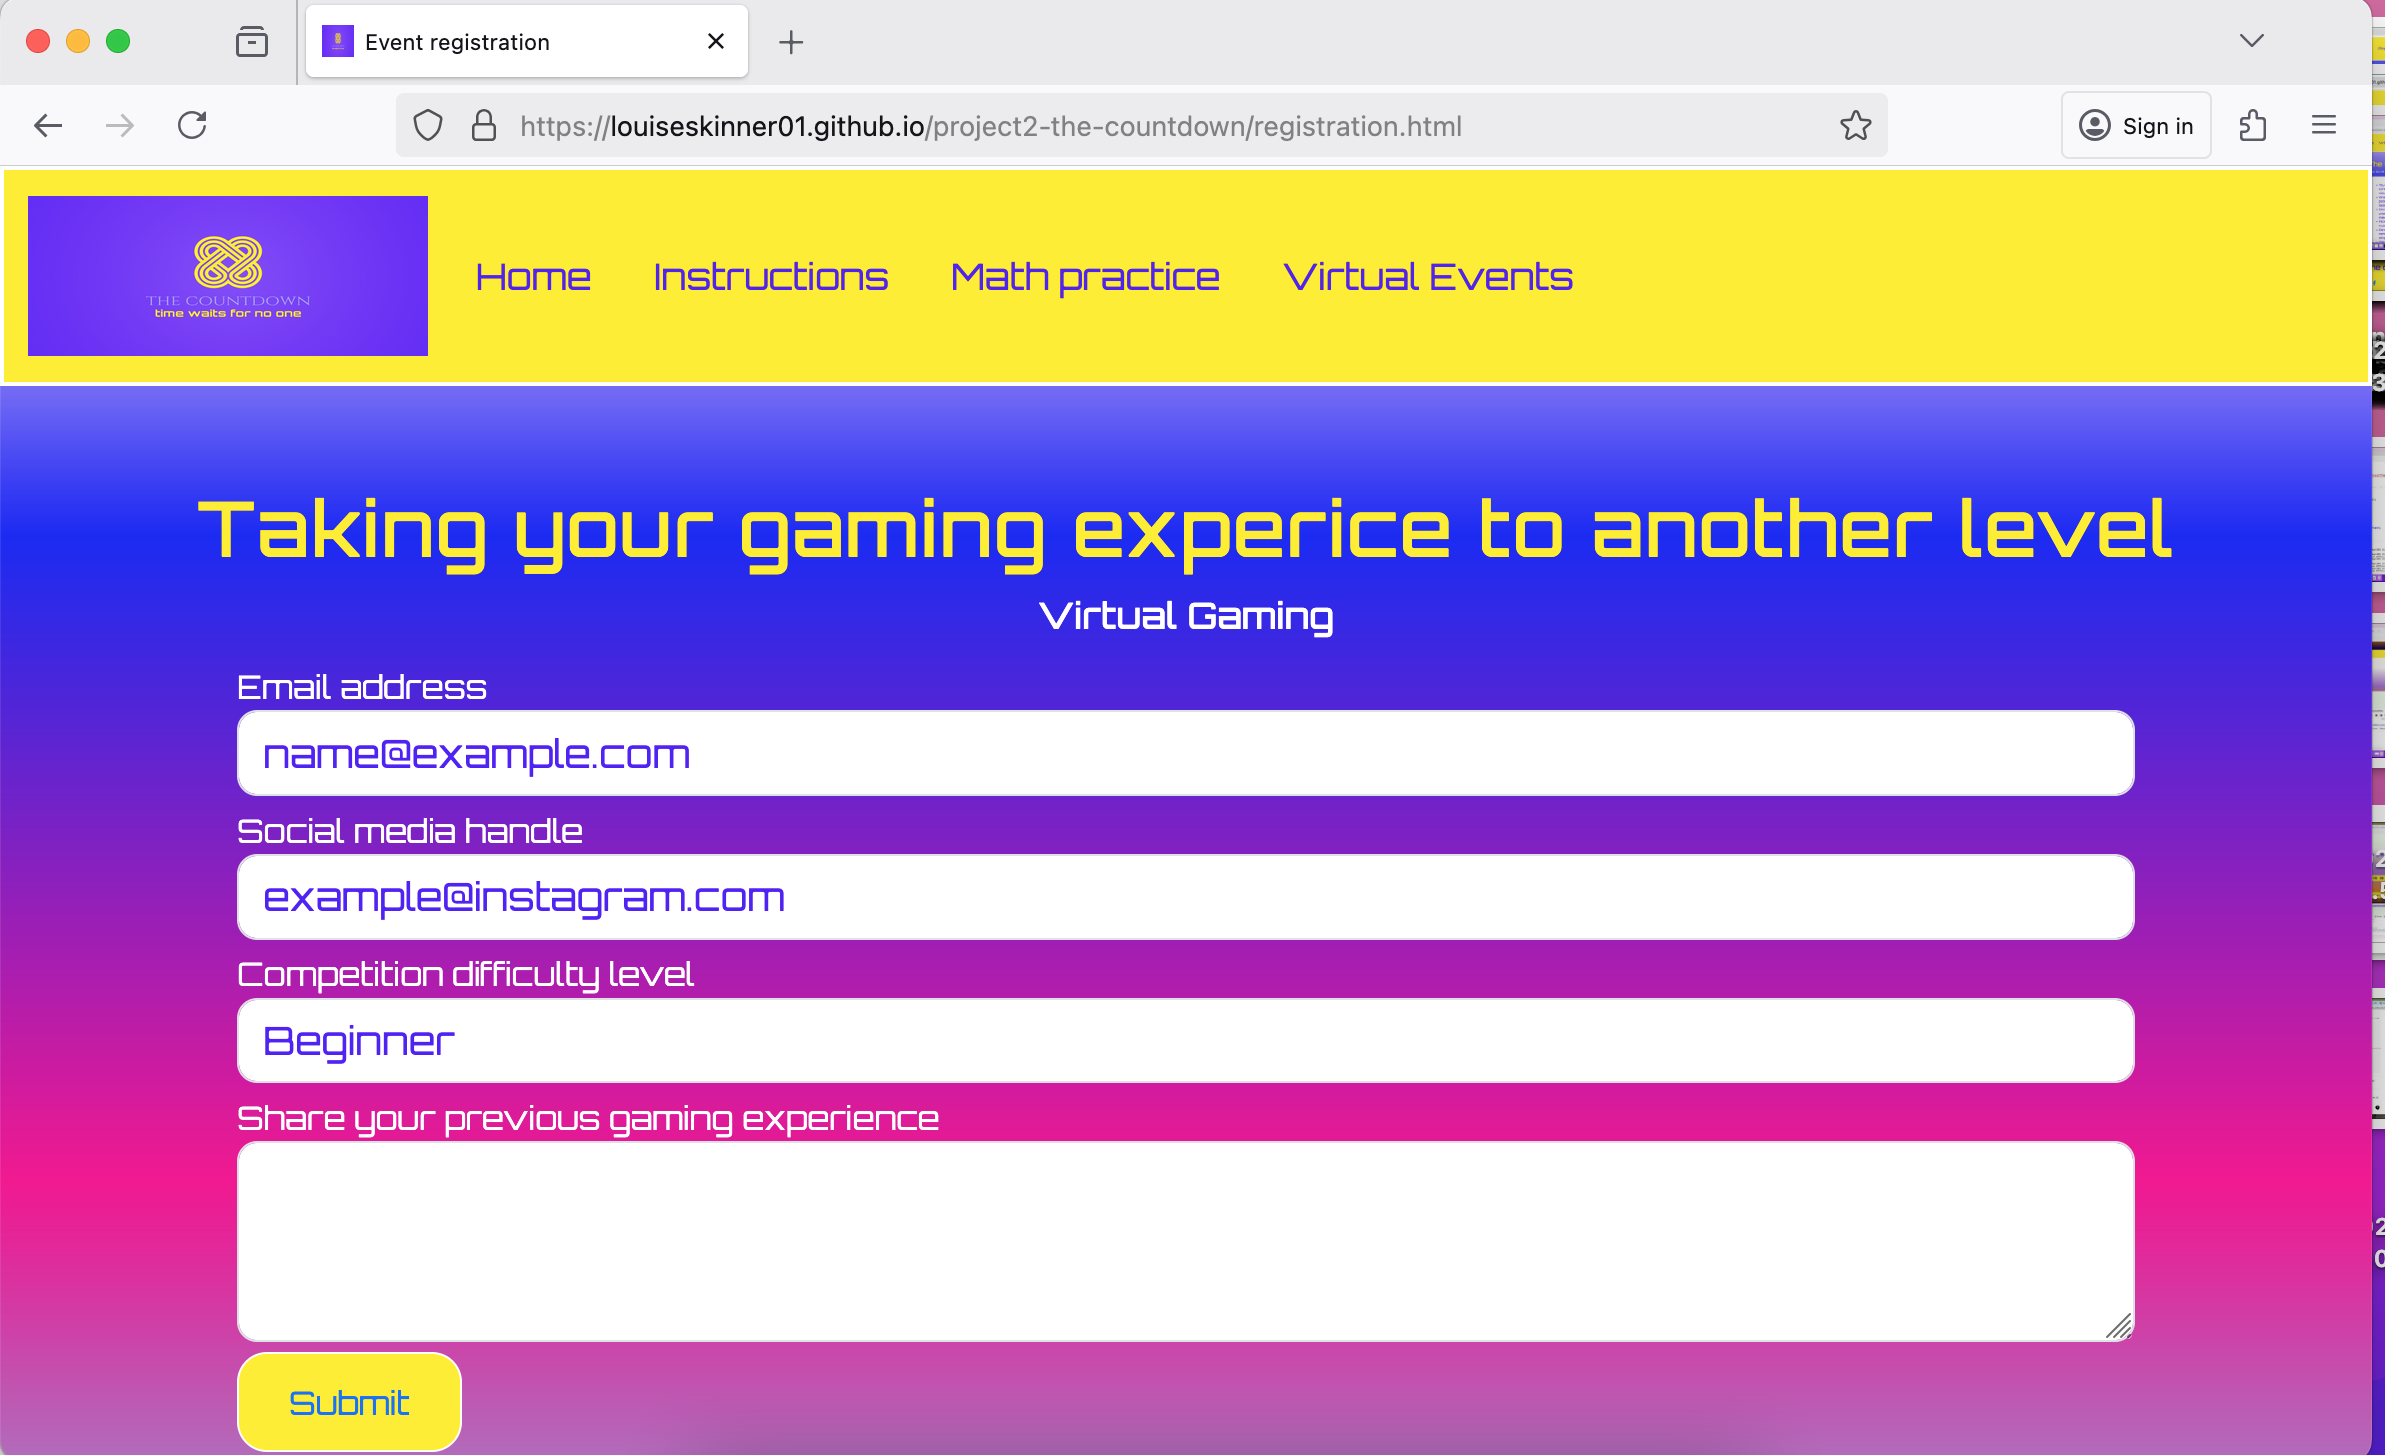 Event registration
https://louiseskinner01.github.io/project2-the-countdown/registration.html
Sign in
THE COUNTDOWN
time waits for no one
Home Instructions Math practice Virtual Events
Taking your gaming experice to another level
Virtual Gaming
Email address
name@example.com
Social media handle
example@instagram.com
Competition difficulty level
Beginner
Share your previous gaming experience
Submit